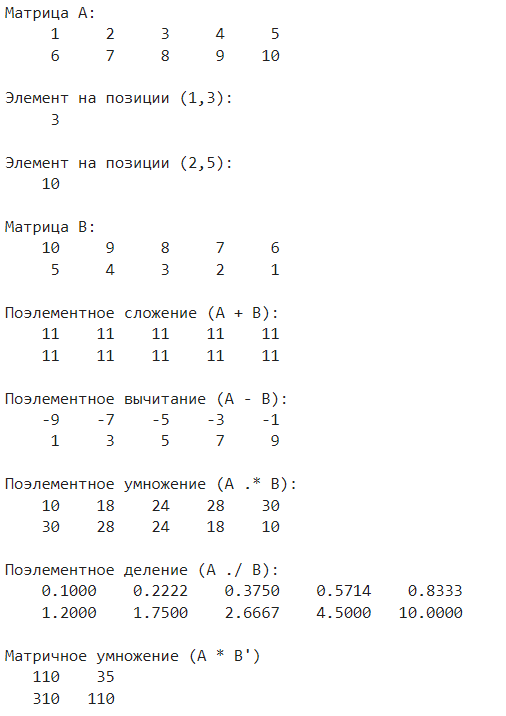 Матрица A:
1 2 3 4 5
6 7 8 9 10
Элемент на позиции (1,3):
3
Элемент на позиции (2,5):
10
Матрица B:
10 9 8 7 6
5 4 3 2 1
Поэлементное сложение (A + B):
11 11 11 11 11
11 11 11 11 11
Поэлементное вычитание (A - B):
-9 -7 -5 -3 -1
1 3 5 7 9
Поэлементное умножение (A .* B):
10 18 24 28 30
30 28 24 18 10
Поэлементное деление (A ./ B):
0.1000 0.2222 0.3750 0.5714 0.8333
1.2000 1.7500 2.6667 4.5000 10.0000
Матричное умножение (A * B')
110 35
310 110